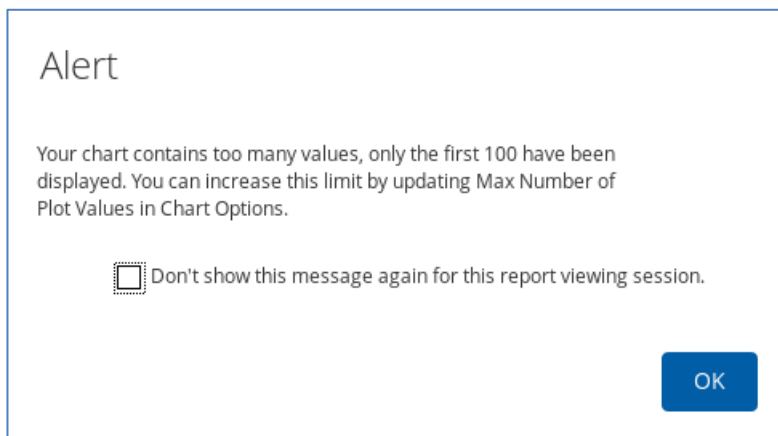 Alert
Your chart contains too many values, only the first 100 have been
displayed. You can increase this limit by updating Max Number of
Plot Values in Chart Options.
Don't show this message again for this report viewing session.
OK